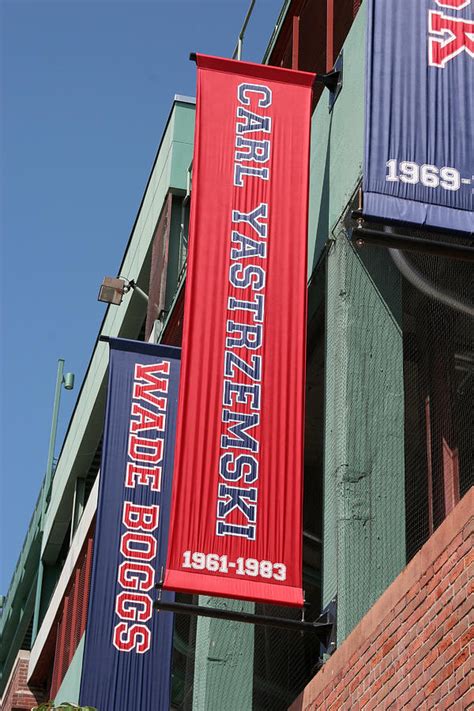 WADE BOGGS
CARL YASTRZEMSKI
1961-1983
1969-